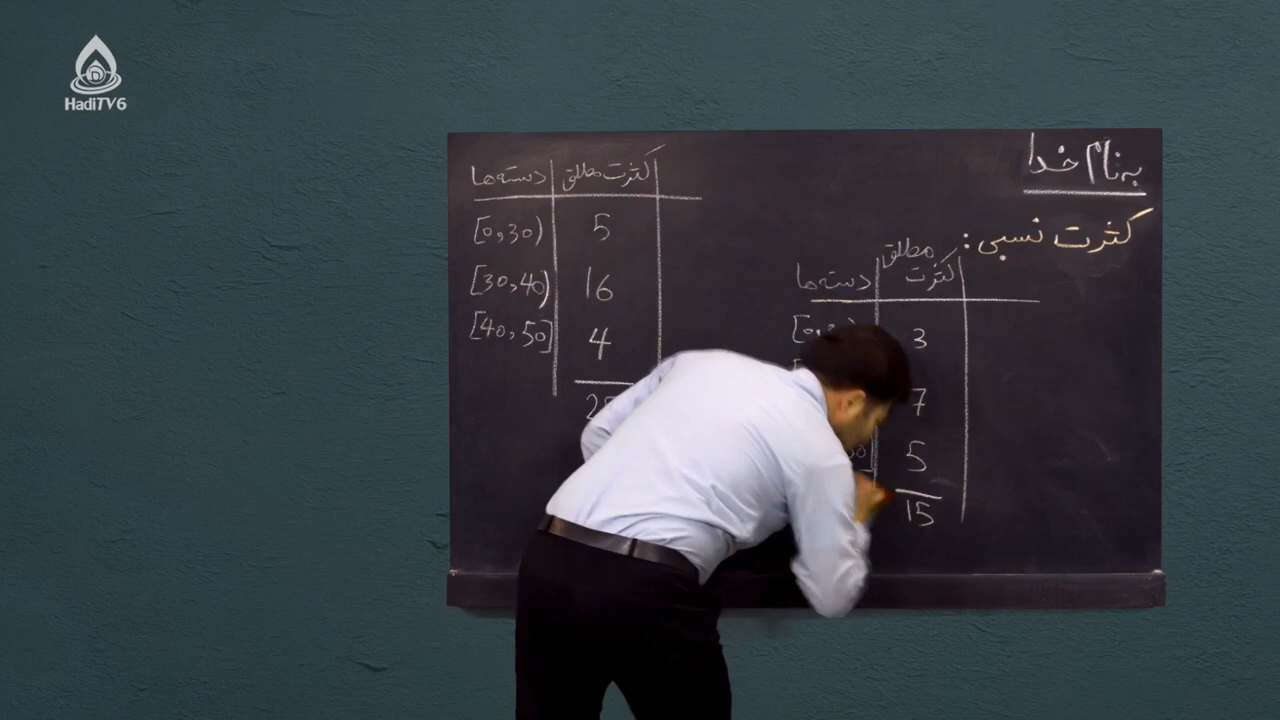 HadiTV6
به نام خدا
کثرت نسبی:
دسته‌ها | کثرت مطلق
[0,30) | 5
[30,40) | 16
[40,50] | 4
دسته‌ها | کثرت مطلق
3
7
5
15